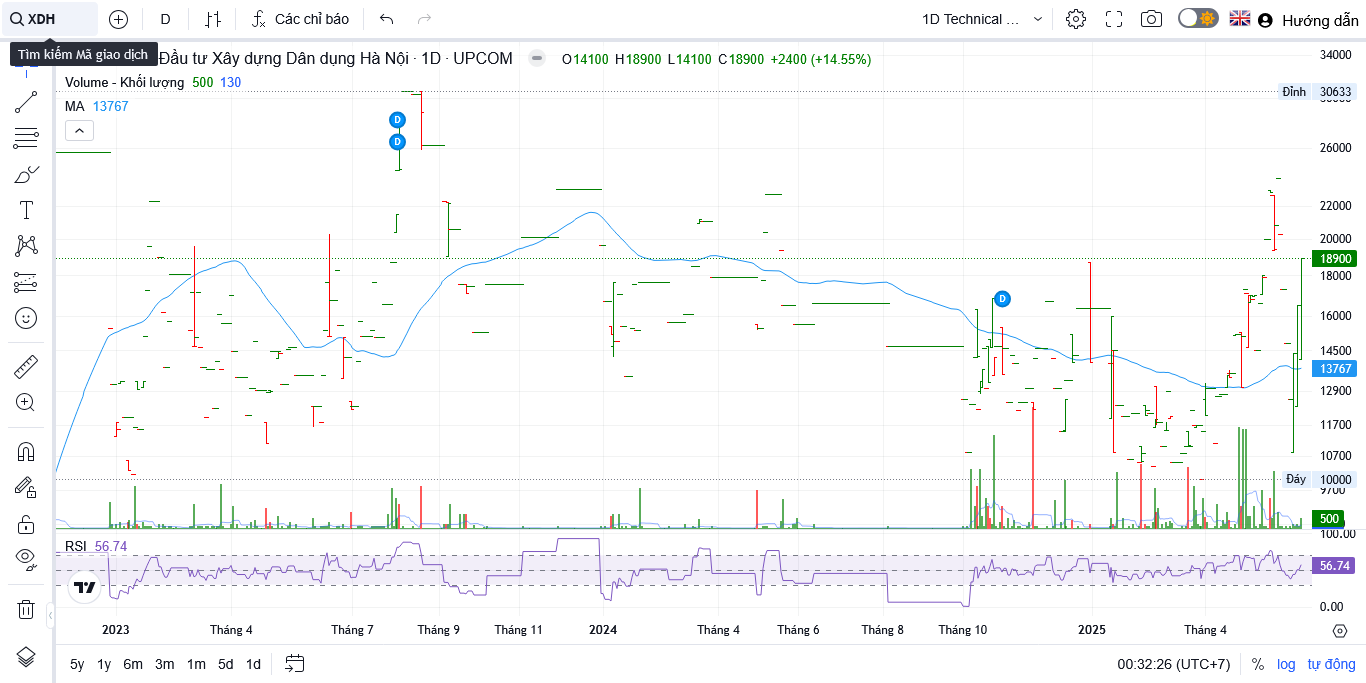 XDH D Các chỉ báo 1D Technical ... Hướng dẫn
Tìm kiếm Mã giao dịch
Đầu tư Xây dựng Dân dụng Hà Nội · 1D · UPCOM O14100 H18900 L14100 C18900 +2400 (+14.55%)
Volume - Khối lượng 500 130
MA 13767
34000
Đỉnh 30633
30000
D
D
26000
22000
20000
18900
18000
D
16000
14500
13767
12900
11700
10700
Đáy 10000
9700
500
100.00
RSI 56.74
56.74
0.00
2023 Tháng 4 Tháng 7 Tháng 9 Tháng 11 2024 Tháng 4 Tháng 6 Tháng 8 Tháng 10 2025 Tháng 4
5y 1y 6m 3m 1m 5d 1d 00:32:26 (UTC+7) % log tự động